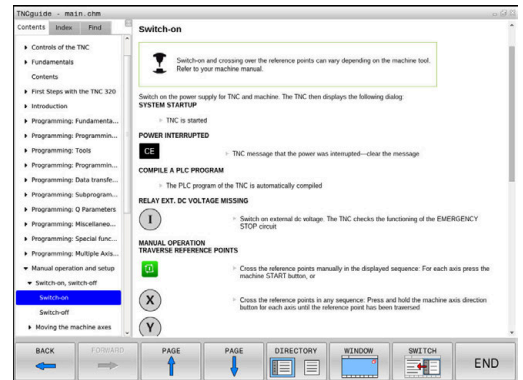 TNCguide - main.chm
Contents Index Find
Controls of the TNC
Fundamentals
Contents
First Steps with the TNC 320
Introduction
Programming: Fundamenta...
Programming: Programmin...
Programming: Tools
Programming: Programmin...
Programming: Data transfe...
Programming: Subprogram...
Programming: Q Parameters
Programming: Miscellaneo...
Programming: Special func...
Programming: Multiple Axis...
Manual operation and setup
Switch-on, switch-off
Switch-on
Switch-off
Moving the machine axes
Switch-on
Switch-on and crossing over the reference points can vary depending on the machine tool.
Refer to your machine manual.
Switch on the power supply for TNC and machine. The TNC then displays the following dialog:
SYSTEM STARTUP
TNC is started
POWER INTERRUPTED
CE
TNC message that the power was interrupted—clear the message
COMPILE A PLC PROGRAM
The PLC program of the TNC is automatically compiled
RELAY EXT. DC VOLTAGE MISSING
I
Switch on external dc voltage. The TNC checks the functioning of the EMERGENCY
STOP circuit
MANUAL OPERATION
TRAVERSE REFERENCE POINTS
Cross the reference points manually in the displayed sequence: For each axis press the
machine START button, or
X
Cross the reference points in any sequence: Press and hold the machine axis direction
button for each axis until the reference point has been traversed
Y
BACK FORWARD PAGE PAGE DIRECTORY WINDOW SWITCH END